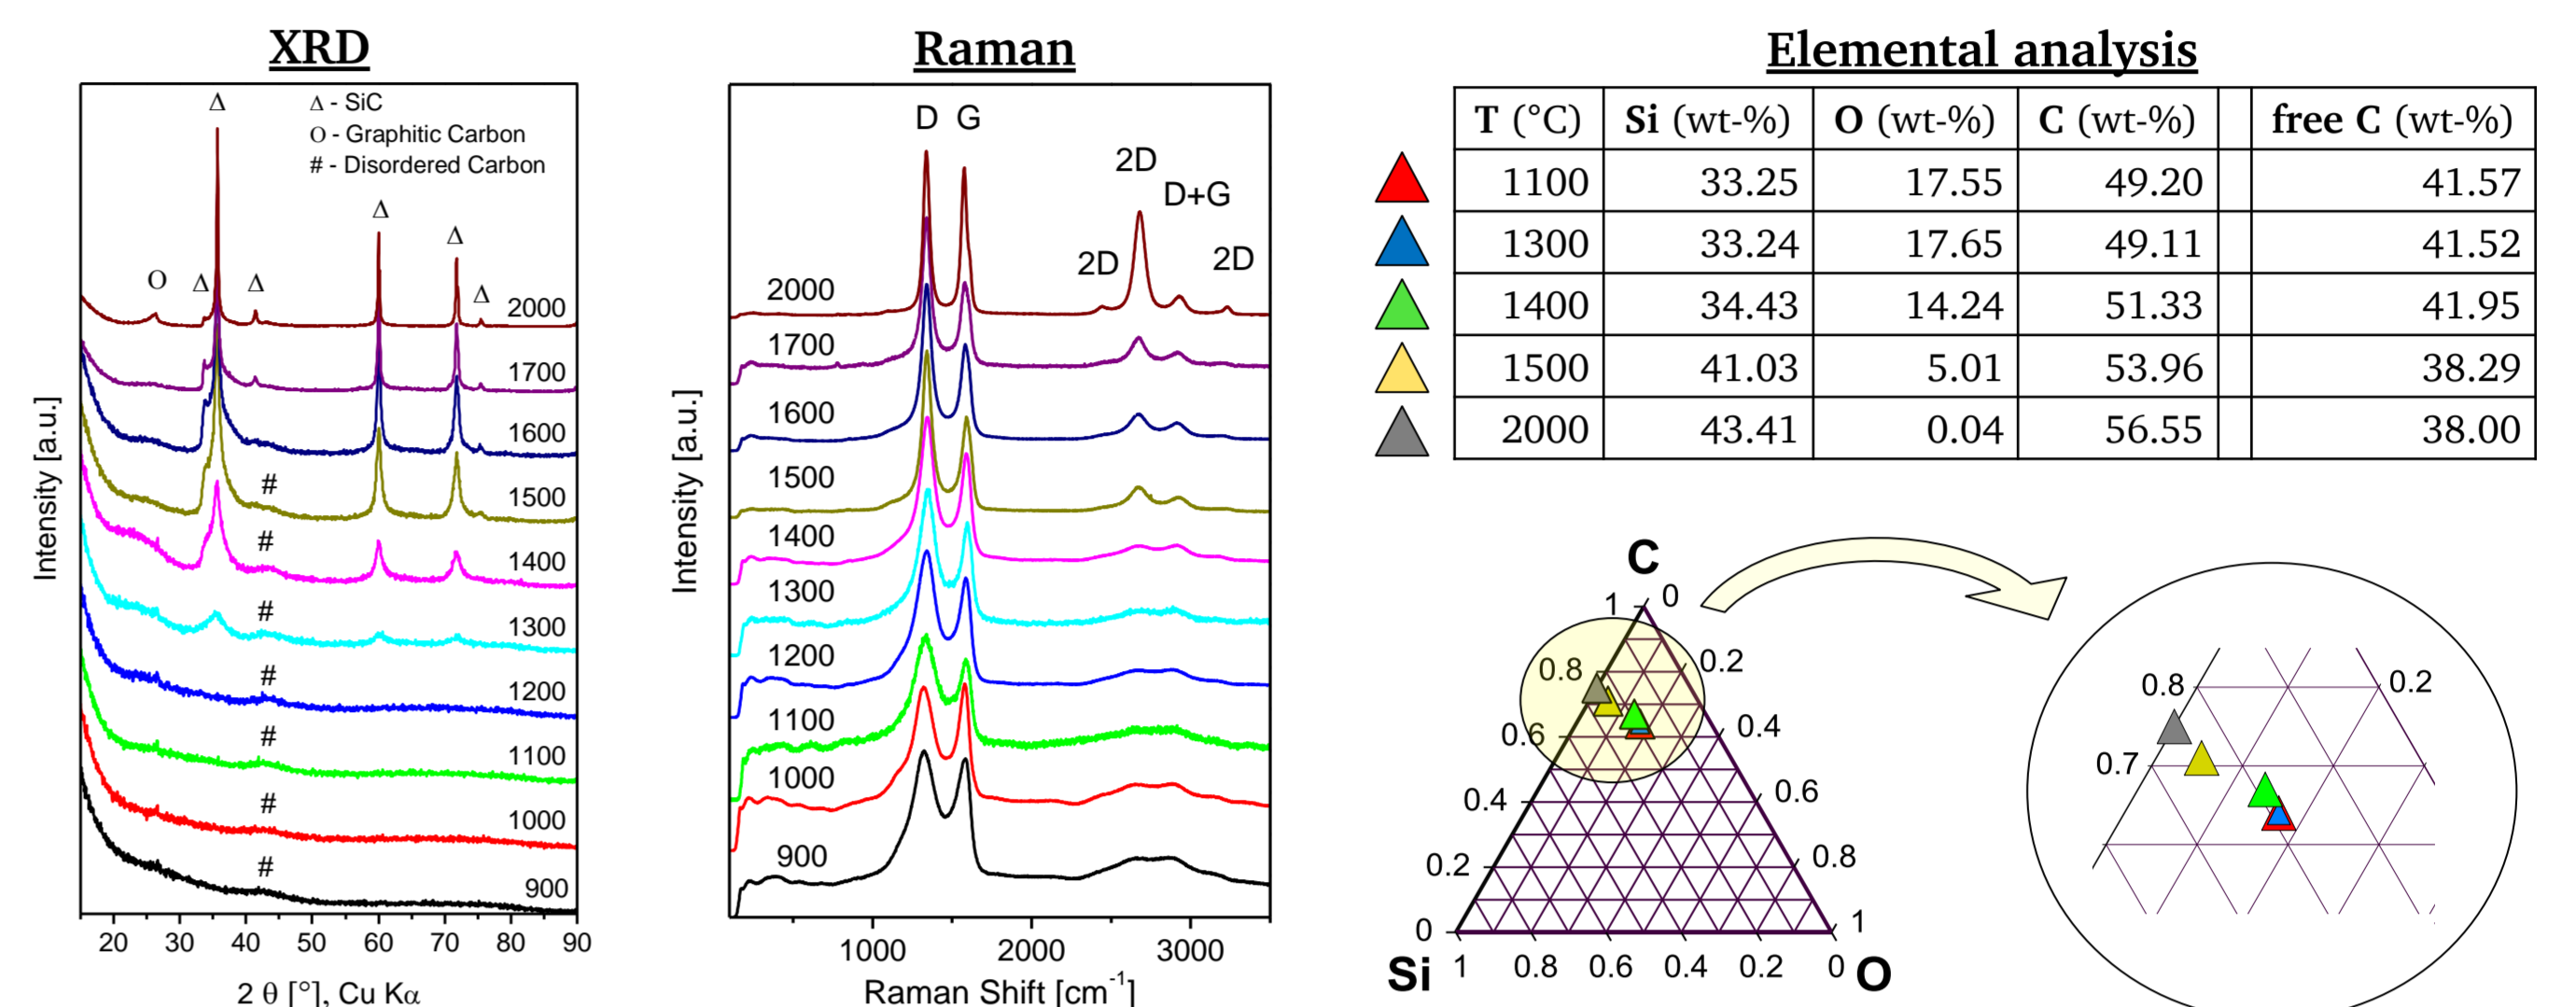 XRD
Δ
Δ - SiC
O - Graphitic Carbon
# - Disordered Carbon
Δ
Δ
O
Δ
Δ
Δ
2000
1700
1600
#
1500
#
1400
#
1300
#
1200
#
1100
#
1000
#
900
Intensity [a.u.]
20 30 40 50 60 70 80 90
2 θ [°], Cu Kα
Raman
D G
2D
D+G
2D
2D
2000
1700
1600
1500
1400
1300
1200
1100
1000
900
Intensity [a.u.]
1000 2000 3000
Raman Shift [cm⁻¹]
Elemental analysis
T (°C) Si (wt-%) O (wt-%) C (wt-%) free C (wt-%)
1100 33.25 17.55 49.20 41.57
1300 33.24 17.65 49.11 41.52
1400 34.43 14.24 51.33 41.95
1500 41.03 5.01 53.96 38.29
2000 43.41 0.04 56.55 38.00
C
1 0
0.8 0.2
0.6 0.4
0.4 0.6
0.2 0.8
0 1
Si 1 0.8 0.6 0.4 0.2 0 O
0.8 0.2
0.7